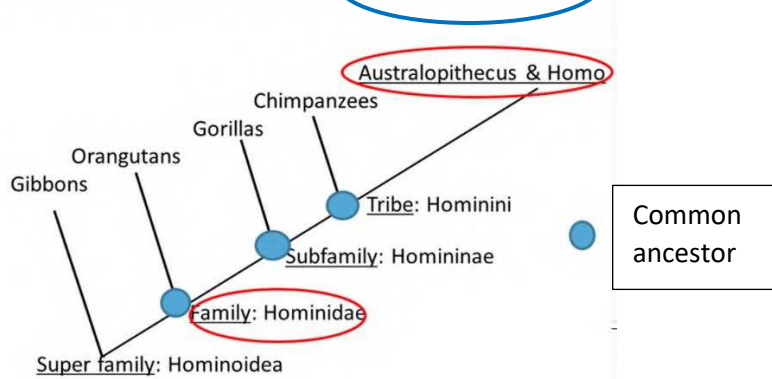 Australopithecus & Homo
Chimpanzees
Gorillas
Orangutans
Gibbons
Tribe: Hominini
Subfamily: Homininae
Family: Hominidae
Super family: Hominoidea
Common
ancestor